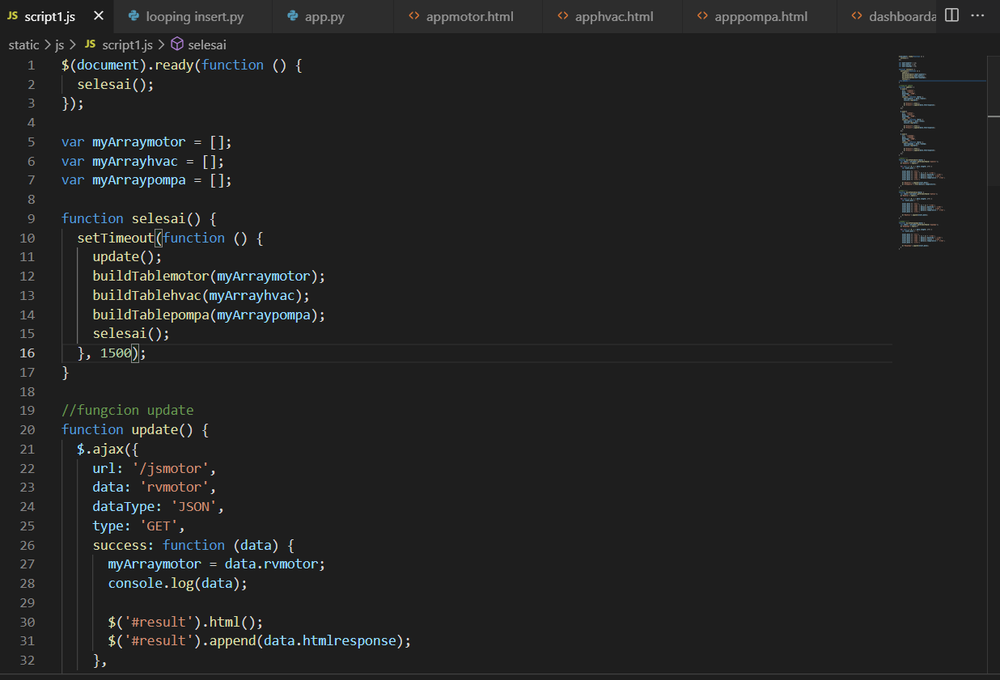 JS script1.js × looping insert.py app.py <> appmotor.html <> apphvac.html <> apppompa.html <> dashboarda ...
static > js > JS script1.js > selesai
1 $(document).ready(function () {
2 selesai();
3 });
4
5 var myArraymotor = [];
6 var myArrayhvac = [];
7 var myArraypompa = [];
8
9 function selesai() {
10 setTimeout(function () {
11 update();
12 buildTablemotor(myArraymotor);
13 buildTablehvac(myArrayhvac);
14 buildTablepompa(myArraypompa);
15 selesai();
16 }, 1500);
17 }
18
19 //fungcion update
20 function update() {
21 $.ajax({
22 url: '/jsmotor',
23 data: 'rvmotor',
24 dataType: 'JSON',
25 type: 'GET',
26 success: function (data) {
27 myArraymotor = data.rvmotor;
28 console.log(data);
29
30 $('#result').html();
31 $('#result').append(data.htmlresponse);
32 },